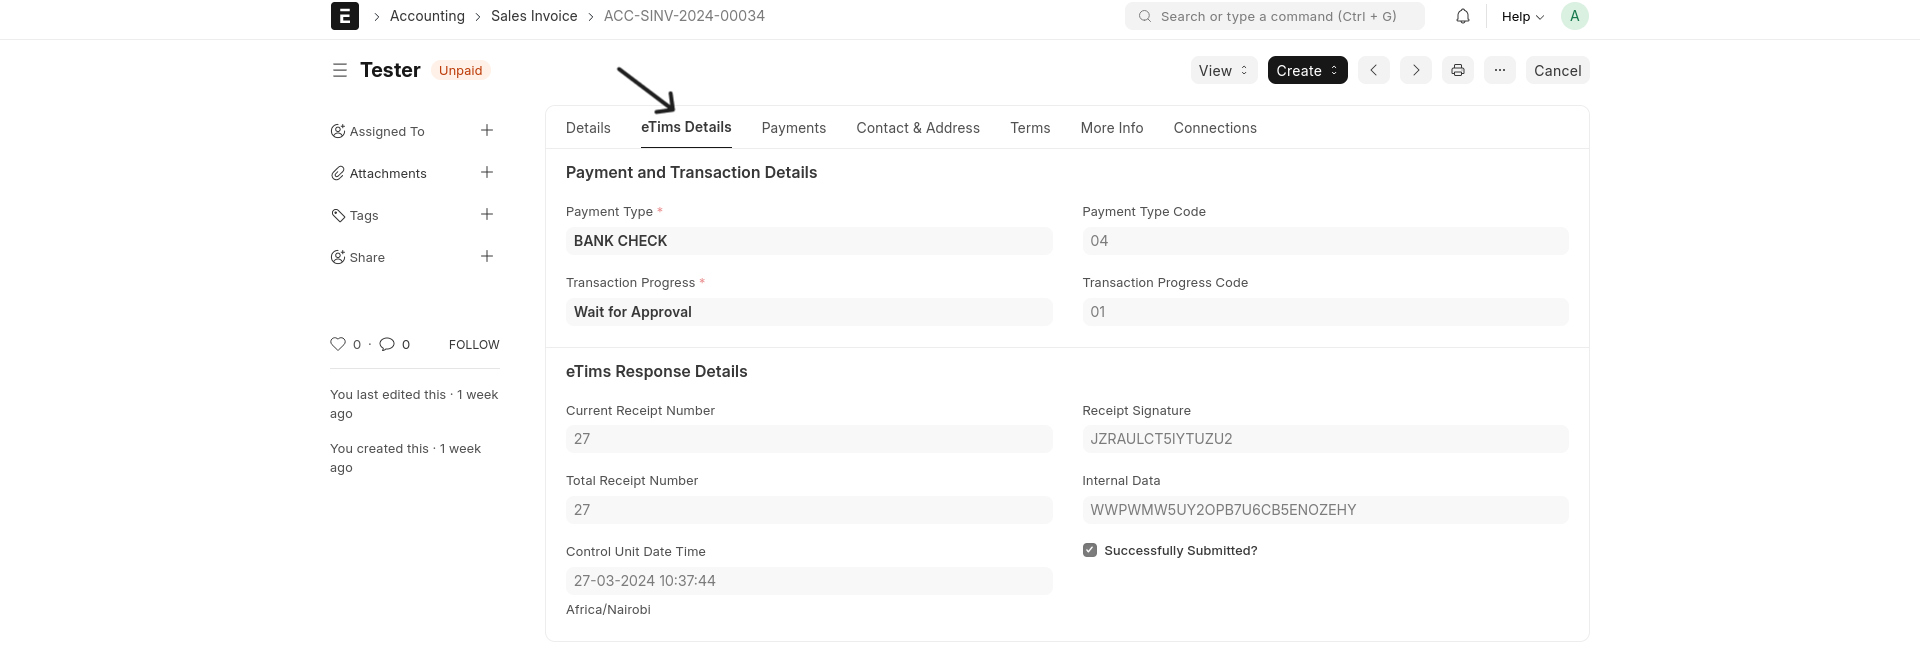 E > Accounting > Sales Invoice > ACC-SINV-2024-00034
Search or type a command (Ctrl + G)
Help
A
Tester
Unpaid
View
Create
Cancel
Assigned To
Attachments
Tags
Share
0 · 0 FOLLOW
You last edited this · 1 week
ago
You created this · 1 week
ago
Details eTims Details Payments Contact & Address Terms More Info Connections
Payment and Transaction Details
Payment Type *
BANK CHECK
Payment Type Code
04
Transaction Progress *
Wait for Approval
Transaction Progress Code
01
eTims Response Details
Current Receipt Number
27
Receipt Signature
JZRAULCT5IYTUZU2
Total Receipt Number
27
Internal Data
WWPWMW5UY2OPB7U6CB5ENOZEHY
Control Unit Date Time
27-03-2024 10:37:44
Africa/Nairobi
Successfully Submitted?